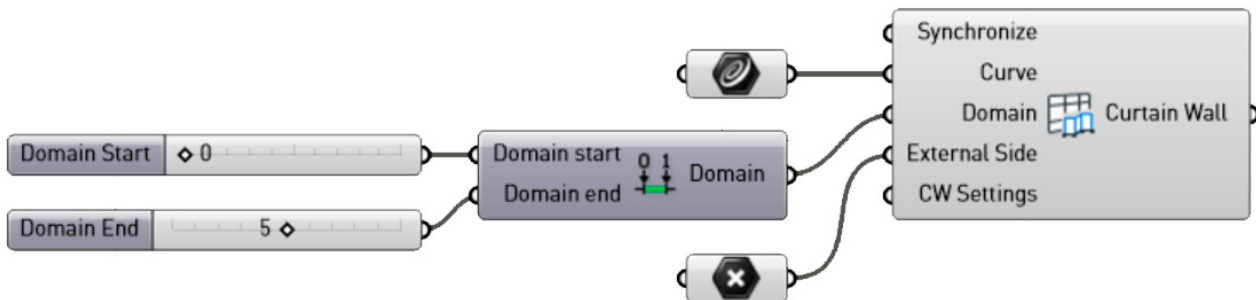 Synchronize
Curve
Domain
Curtain Wall
External Side
CW Settings
Domain Start 0
Domain start
0 1
Domain
Domain end
Domain End 5